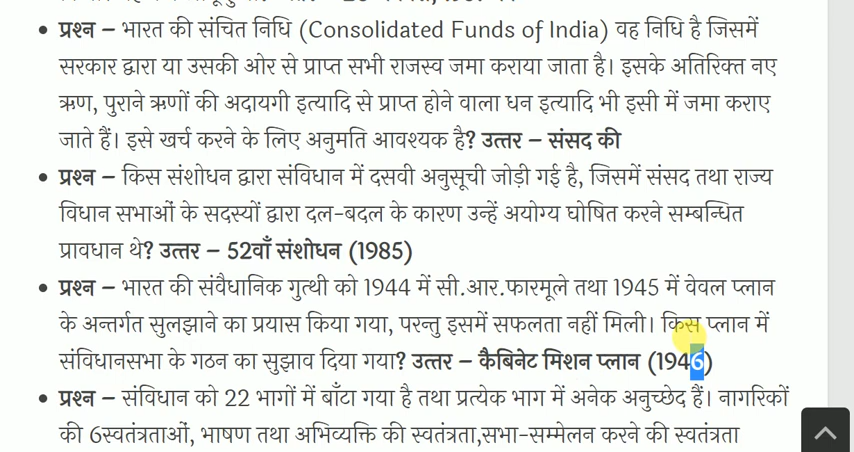 प्रश्न – भारत की संचित निधि (Consolidated Funds of India) वह निधि है जिसमें
सरकार द्वारा या उसकी ओर से प्राप्त सभी राजस्व जमा कराया जाता है। इसके अतिरिक्त नए
ऋण, पुराने ऋणों की अदायगी इत्यादि से प्राप्त होने वाला धन इत्यादि भी इसी में जमा कराए
जाते हैं। इसे खर्च करने के लिए अनुमति आवश्यक है? उत्तर – संसद की
प्रश्न – किस संशोधन द्वारा संविधान में दसवी अनुसूची जोड़ी गई है, जिसमें संसद तथा राज्य
विधान सभाओं के सदस्यों द्वारा दल-बदल के कारण उन्हें अयोग्य घोषित करने सम्बन्धित
प्रावधान थे? उत्तर – 52वाँ संशोधन (1985)
प्रश्न – भारत की संवैधानिक गुत्थी को 1944 में सी.आर.फारमूले तथा 1945 में वेवल प्लान
के अन्तर्गत सुलझाने का प्रयास किया गया, परन्तु इसमें सफलता नहीं मिली। किस प्लान में
संविधानसभा के गठन का सुझाव दिया गया? उत्तर – कैबिनेट मिशन प्लान (1946)
प्रश्न – संविधान को 22 भागों में बाँटा गया है तथा प्रत्येक भाग में अनेक अनुच्छेद हैं। नागरिकों
की 6स्वतंत्रताओं, भाषण तथा अभिव्यक्ति की स्वतंत्रता,सभा-सम्मेलन करने की स्वतंत्रता